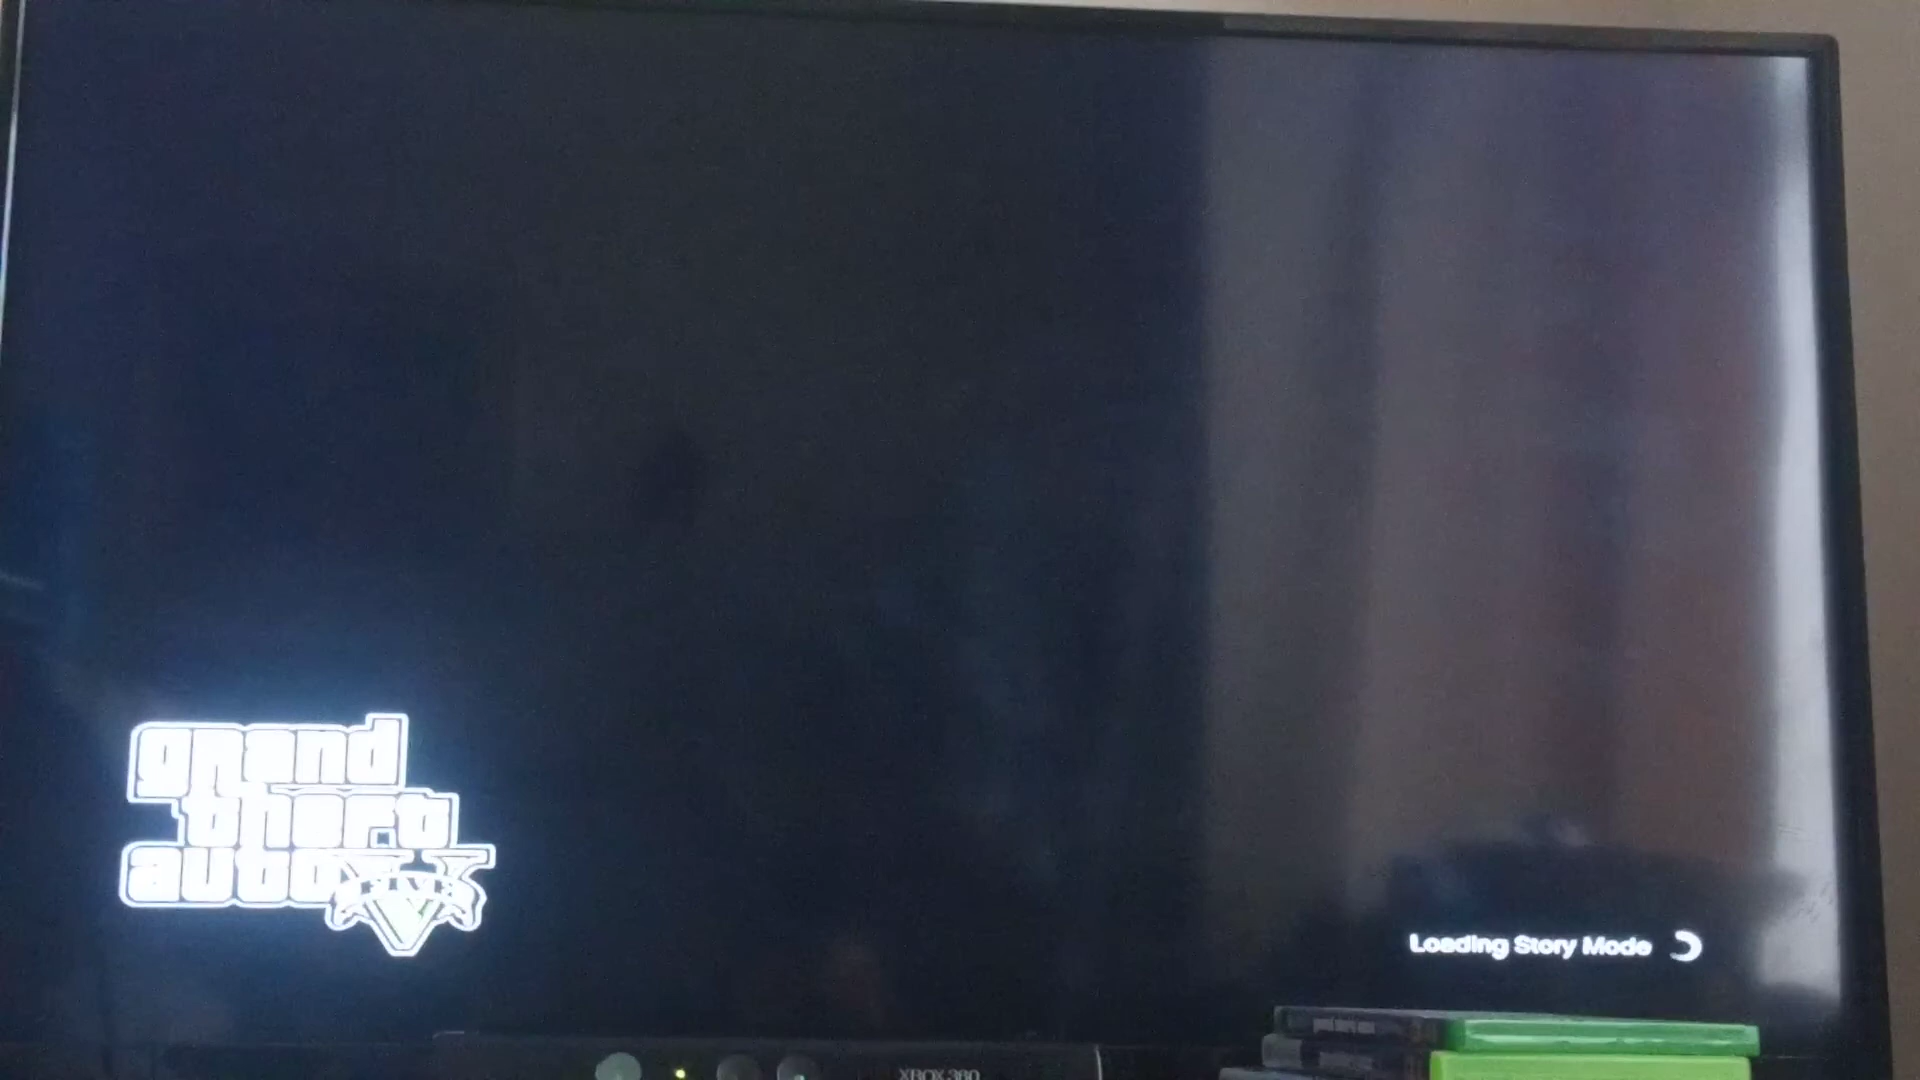 grand
theft
auto V
FIVE
Loading Story Mode
XBOX 360